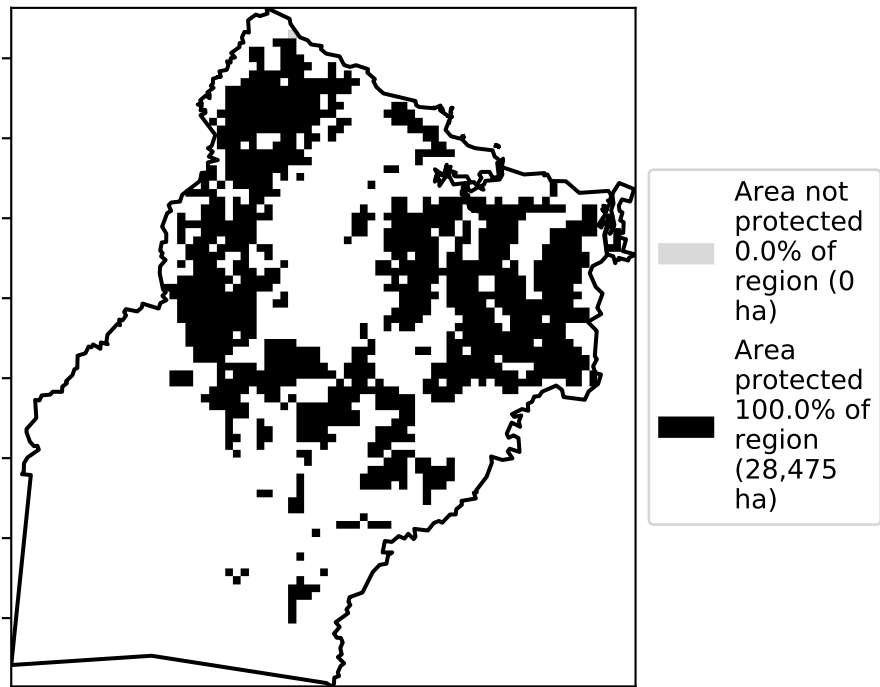 Area not
protected
0.0% of
region (0
ha)
Area
protected
100.0% of
region
(28,475
ha)